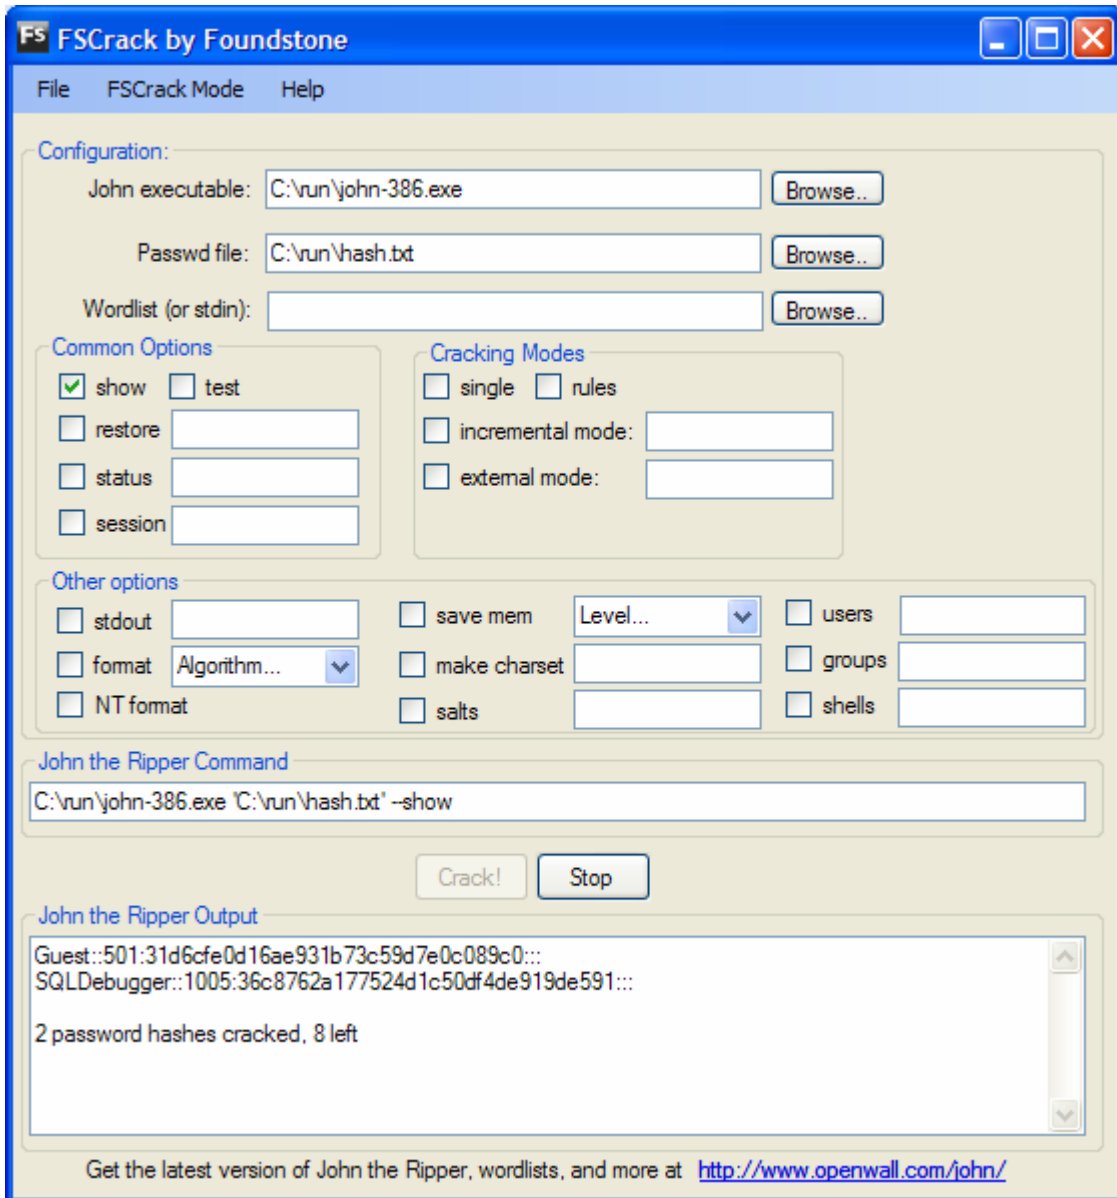 FS FSCrack by Foundstone
File FSCrack Mode Help
Configuration:
John executable: C:\run\john-386.exe Browse..
Passwd file: C:\run\hash.txt Browse..
Wordlist (or stdin): Browse..
Common Options
show test
restore
status
session
Cracking Modes
single rules
incremental mode:
external mode:
Other options
stdout
format Algorithm...
NT format
save mem Level...
make charset
salts
users
groups
shells
John the Ripper Command
C:\run\john-386.exe "C:\run\hash.txt" --show
Crack! Stop
John the Ripper Output
Guest::501:31d6cfe0d16ae931b73c59d7e0c089c0:::
SQLDebugger::1005:36c8762a177524d1c50df4de919de591:::
2 password hashes cracked, 8 left
Get the latest version of John the Ripper, wordlists, and more at http://www.openwall.com/john/